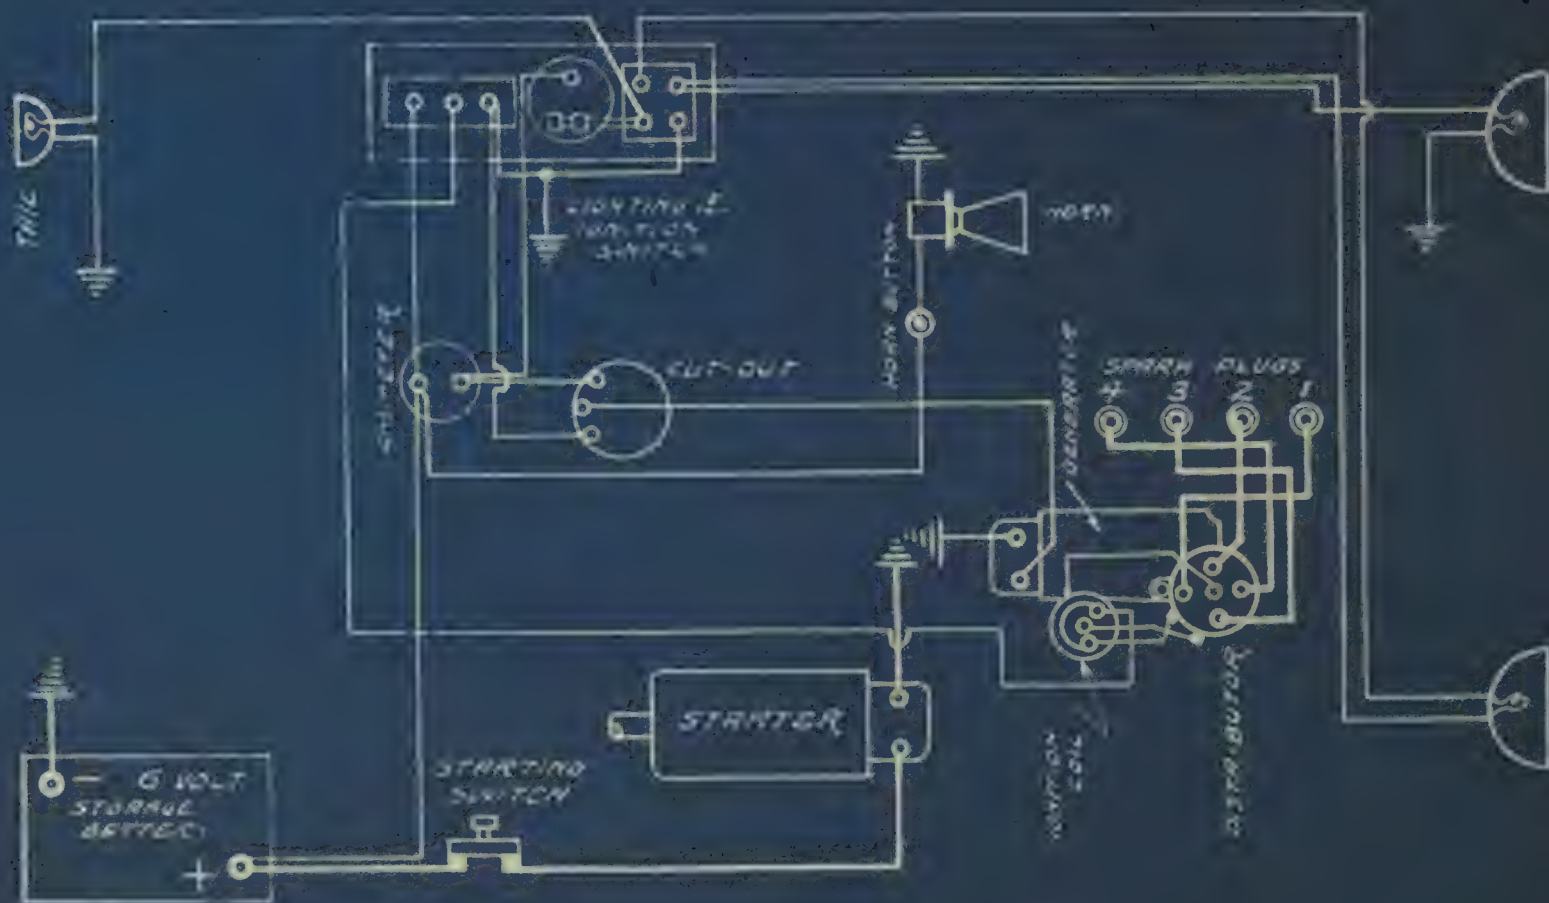 TAIL
LIGHTING &
IGNITION
SWITCH
HORN
HORN BUTTON
CUT-OUT
GENERATOR
SPARK PLUGS
4 3 2 1
STARTER
STARTING
SWITCH
IGNITION
COIL
DISTRIBUTOR
- 6 VOLT
STORAGE
+